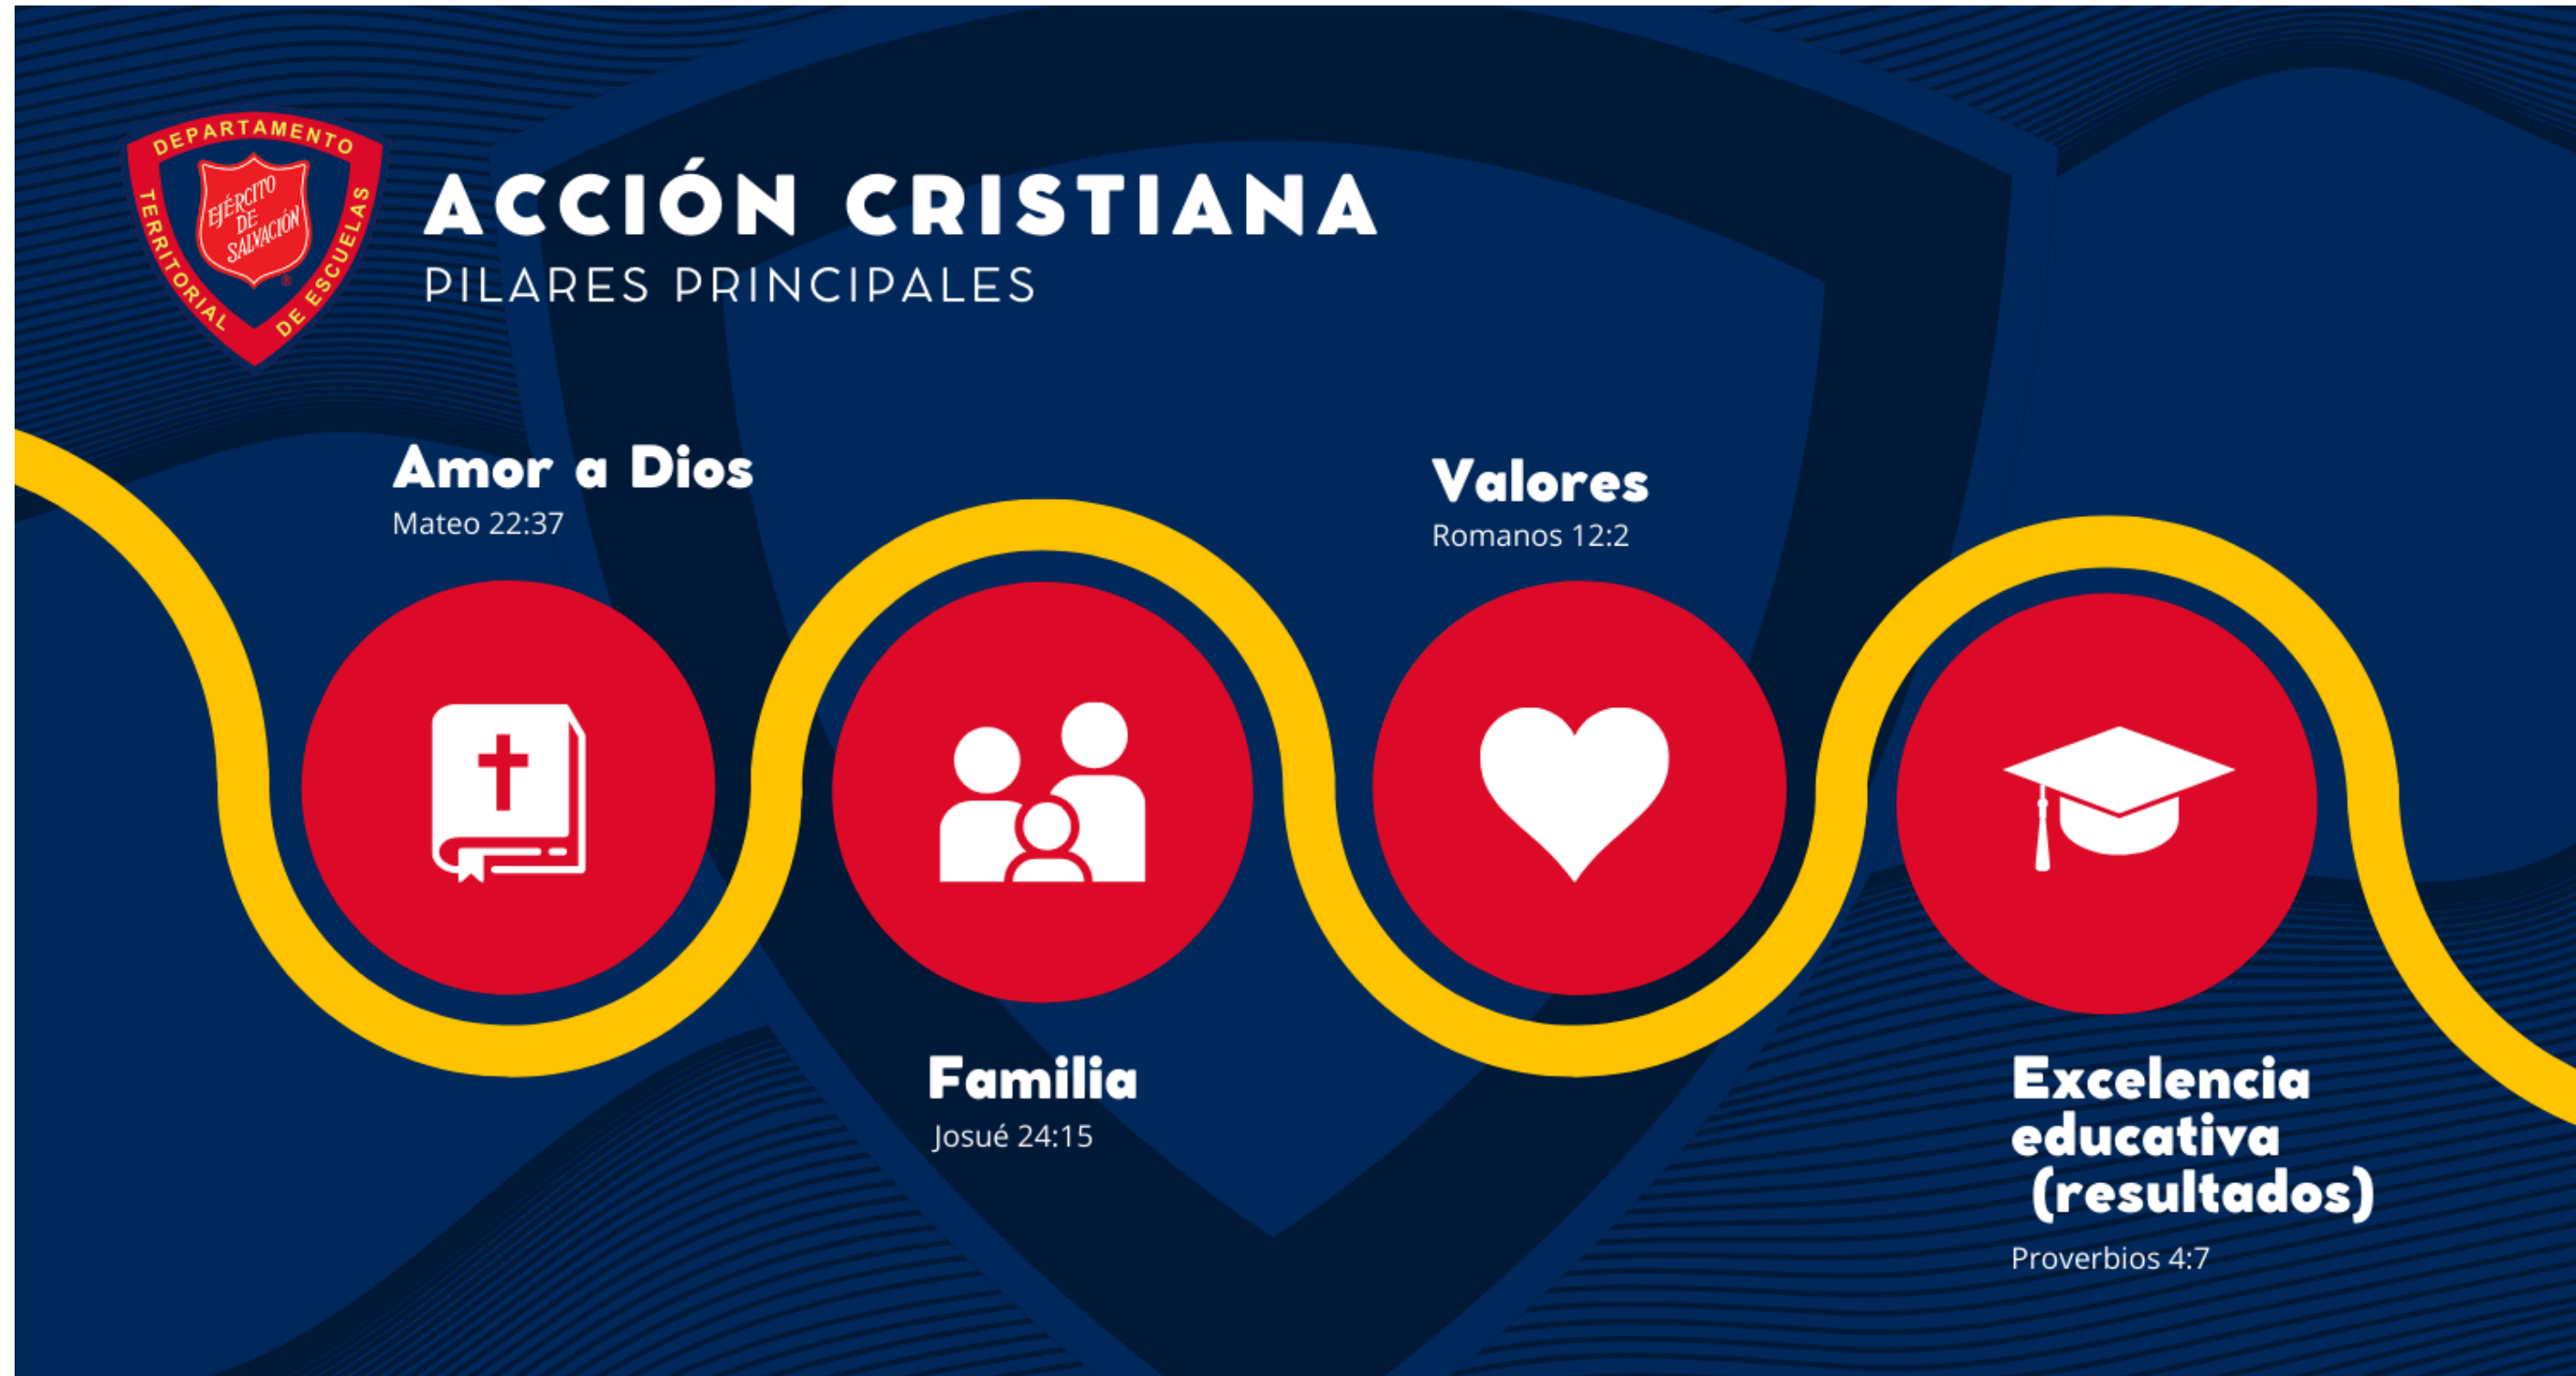 DEPARTAMENTO
TERRITORIAL
DE ESCUELAS
EJÉRCITO
DE
SALVACIÓN
®
ACCIÓN CRISTIANA
PILARES PRINCIPALES
Amor a Dios
Mateo 22:37
Familia
Josué 24:15
Valores
Romanos 12:2
Excelencia
educativa
(resultados)
Proverbios 4:7